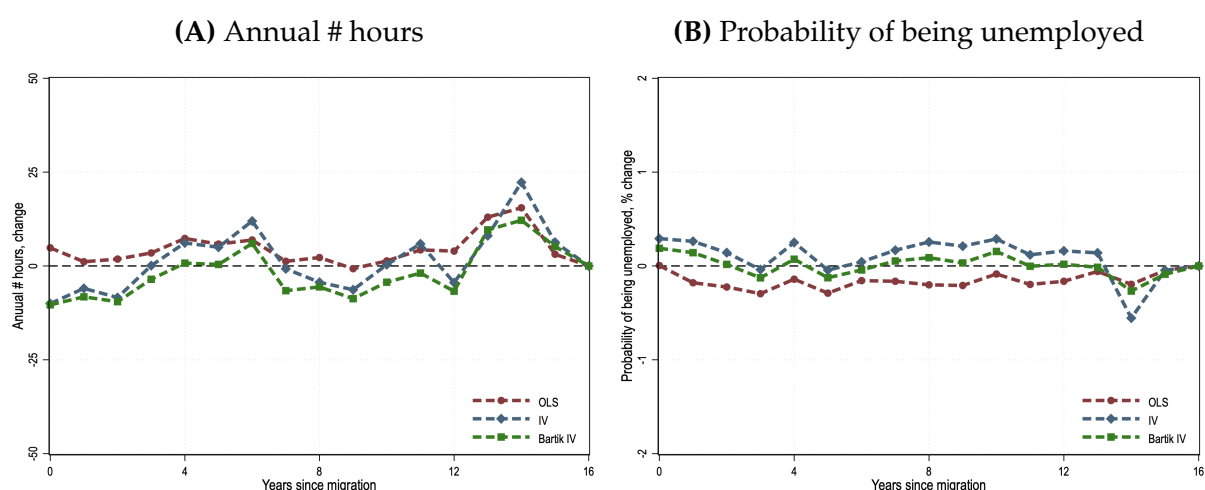 (A) Annual # hours
(B) Probability of being unemployed
Anuual # hours, change
50
25
0
-25
-50
0
4
8
12
16
Years since migration
OLS
IV
Bartik IV
Probability of being unemployed, % change
2
1
0
-1
-2
0
4
8
12
16
Years since migration
OLS
IV
Bartik IV